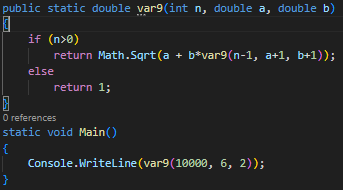 public static double var9(int n, double a, double b)
{
    if (n>0)
        return Math.Sqrt(a + b*var9(n-1, a+1, b+1));
    else
        return 1;
}
0 references
static void Main()
{
    Console.WriteLine(var9(10000, 6, 2));
}